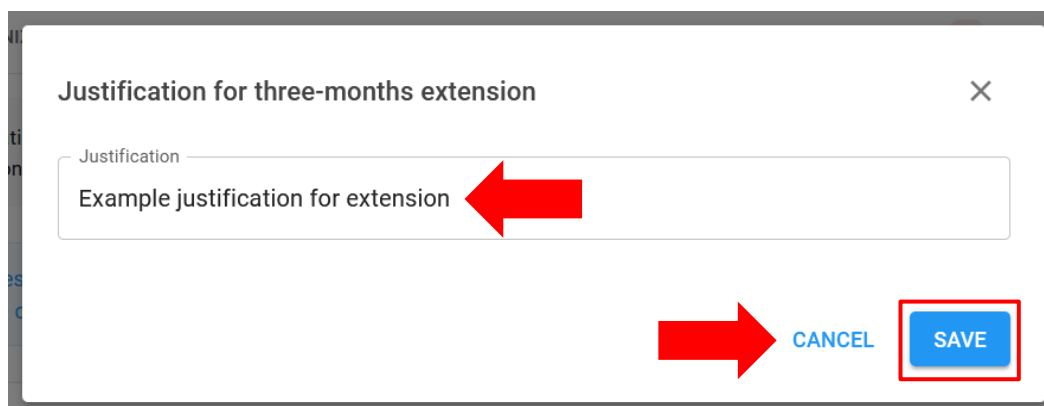 Justification for three-months extension
Justification
Example justification for extension
CANCEL SAVE